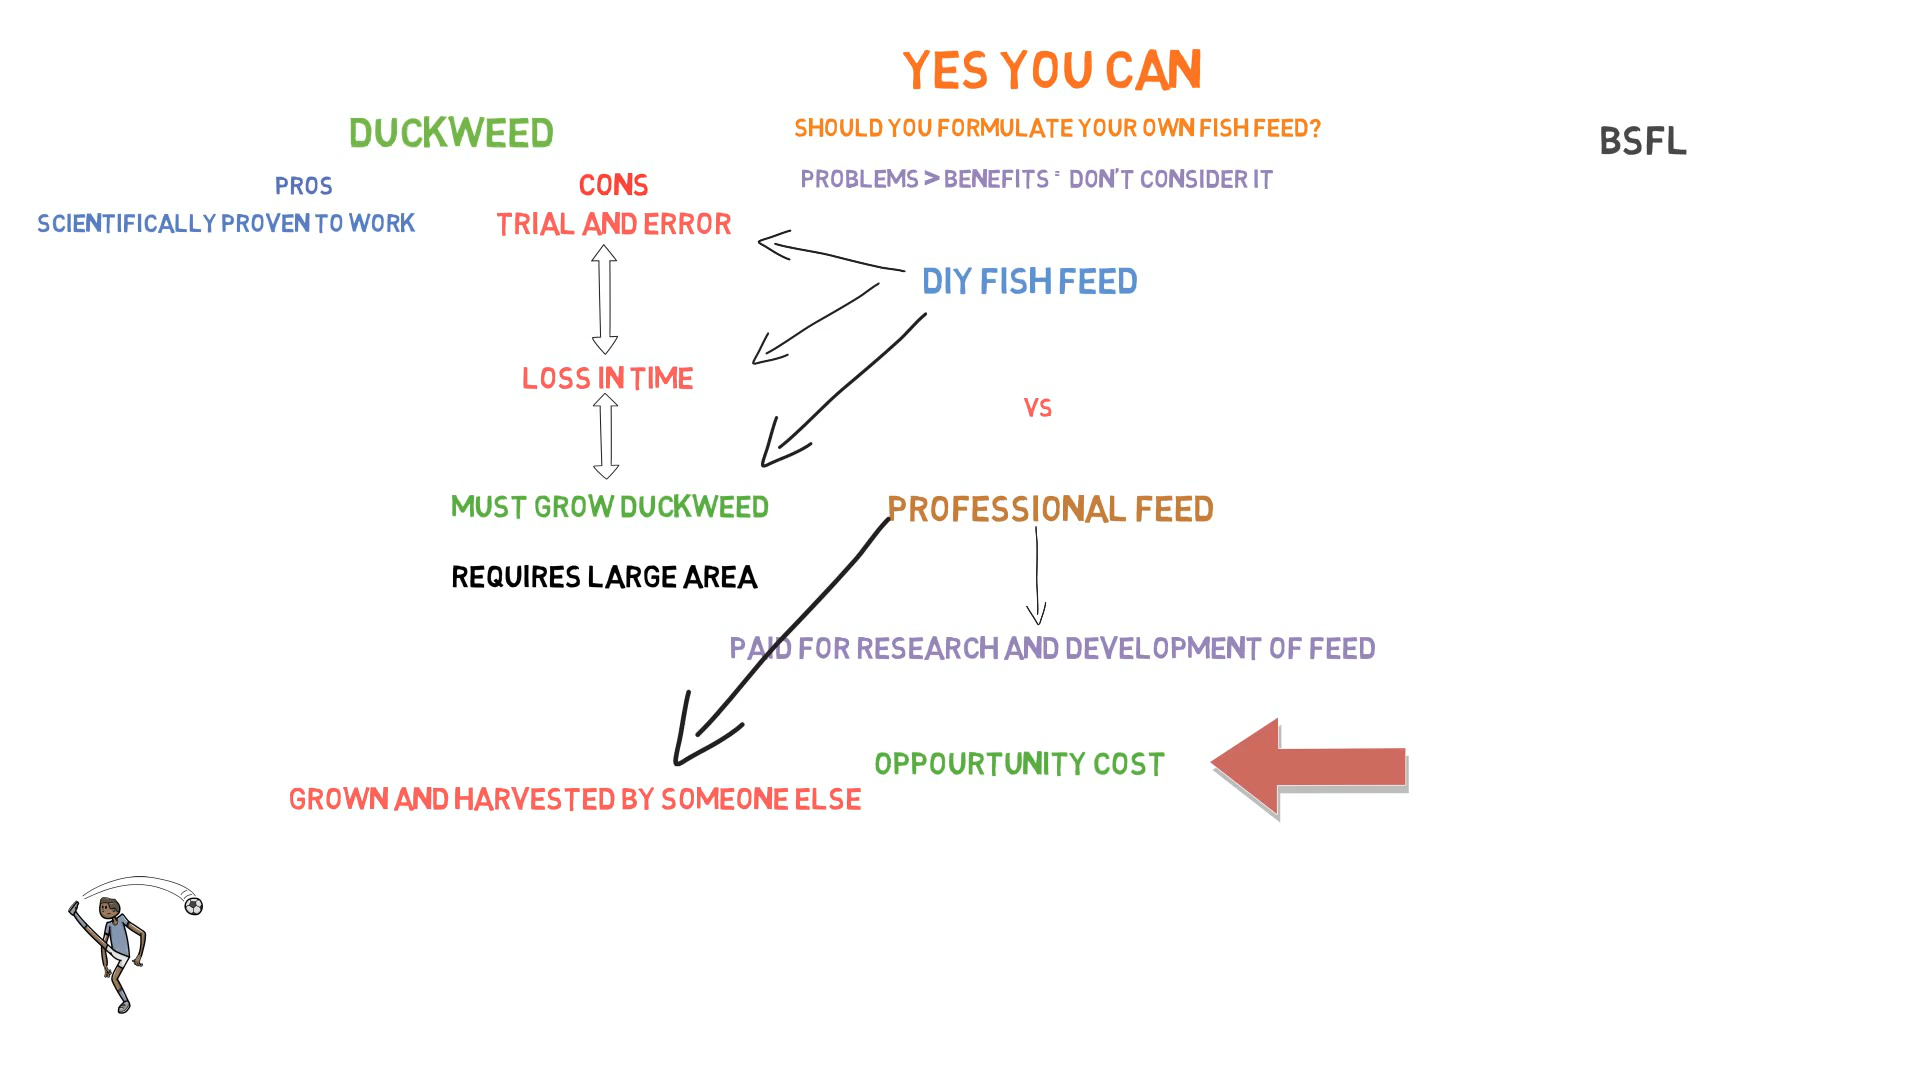 YES YOU CAN
DUCKWEED
SHOULD YOU FORMULATE YOUR OWN FISH FEED?
BSFL
PROS
CONS
PROBLEMS > BENEFITS = DON'T CONSIDER IT
SCIENTIFICALLY PROVEN TO WORK
TRIAL AND ERROR
DIY FISH FEED
LOSS IN TIME
VS
MUST GROW DUCKWEED
PROFESSIONAL FEED
REQUIRES LARGE AREA
PAID FOR RESEARCH AND DEVELOPMENT OF FEED
OPPOURTUNITY COST
GROWN AND HARVESTED BY SOMEONE ELSE